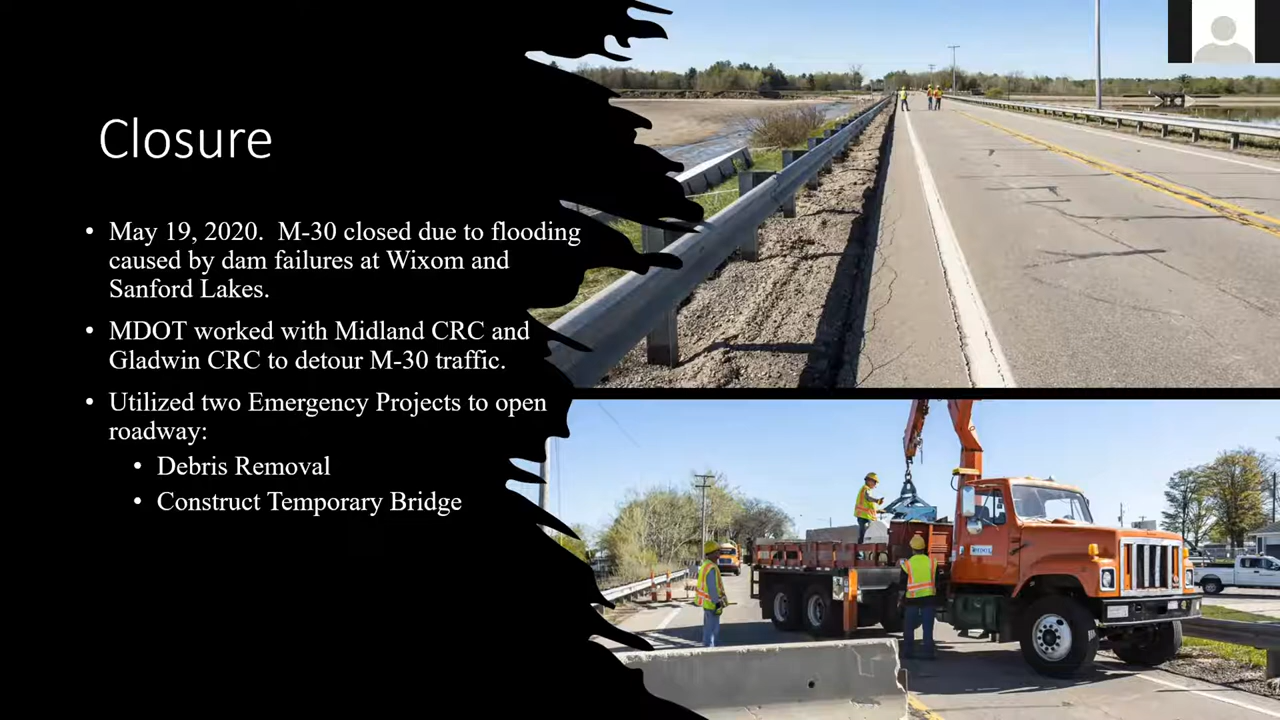 Closure
• May 19, 2020. M-30 closed due to flooding
caused by dam failures at Wixom and
Sanford Lakes.
• MDOT worked with Midland CRC and
Gladwin CRC to detour M-30 traffic.
• Utilized two Emergency Projects to open
roadway:
• Debris Removal
• Construct Temporary Bridge